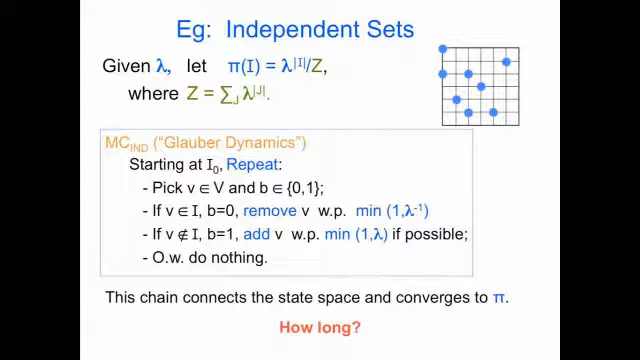 Eg: Independent Sets
Given λ, let π(I) = λ^|I|/Z,
where Z = ∑_J λ^|J|.
MC_IND ("Glauber Dynamics")
Starting at I_0, Repeat:
- Pick v ∈ V and b ∈ {0,1};
- If v ∈ I, b=0, remove v w.p. min (1,λ^-1)
- If v ∉ I, b=1, add v w.p. min (1,λ) if possible;
- O.w. do nothing.
This chain connects the state space and converges to π.
How long?